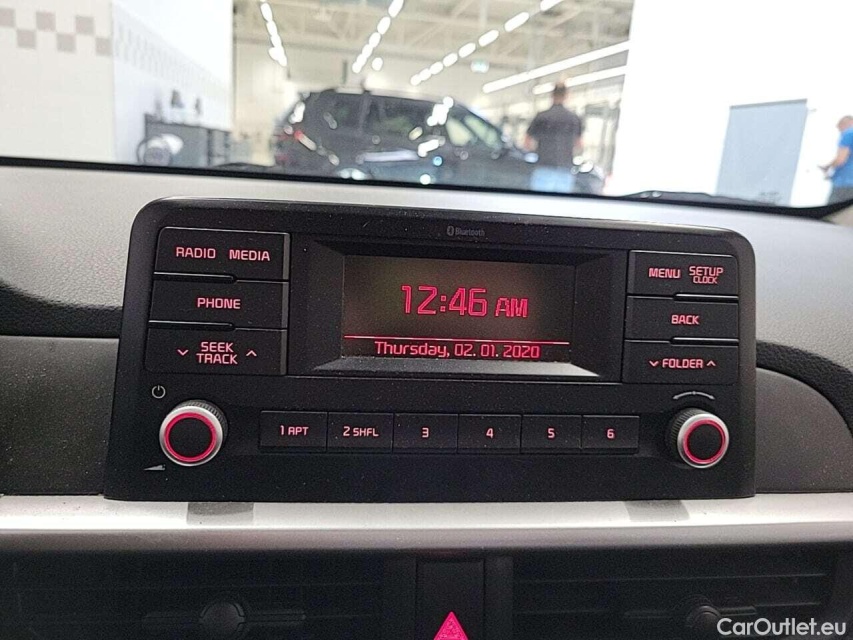 Bluetooth
RADIO MEDIA
PHONE
SEEK
TRACK
12:46 AM
Thursday, 02. 01. 2020
MENU SETUP
CLOCK
BACK
FOLDER
1 RPT
2 SHFL
3
4
5
6
CarOutlet.eu